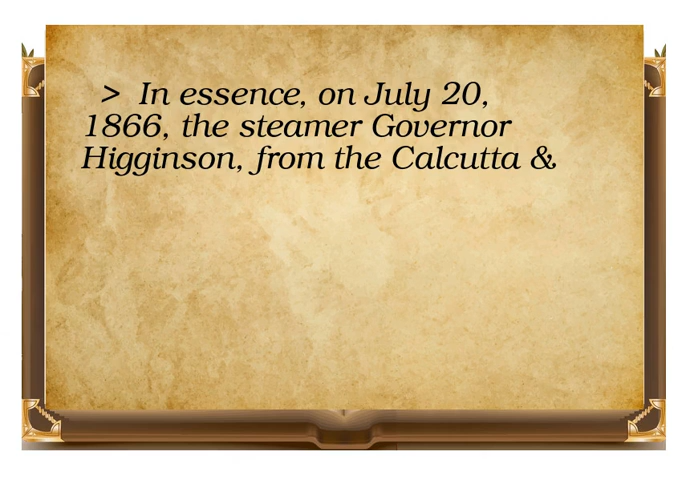 > In essence, on July 20,
1866, the steamer Governor
Higginson, from the Calcutta &